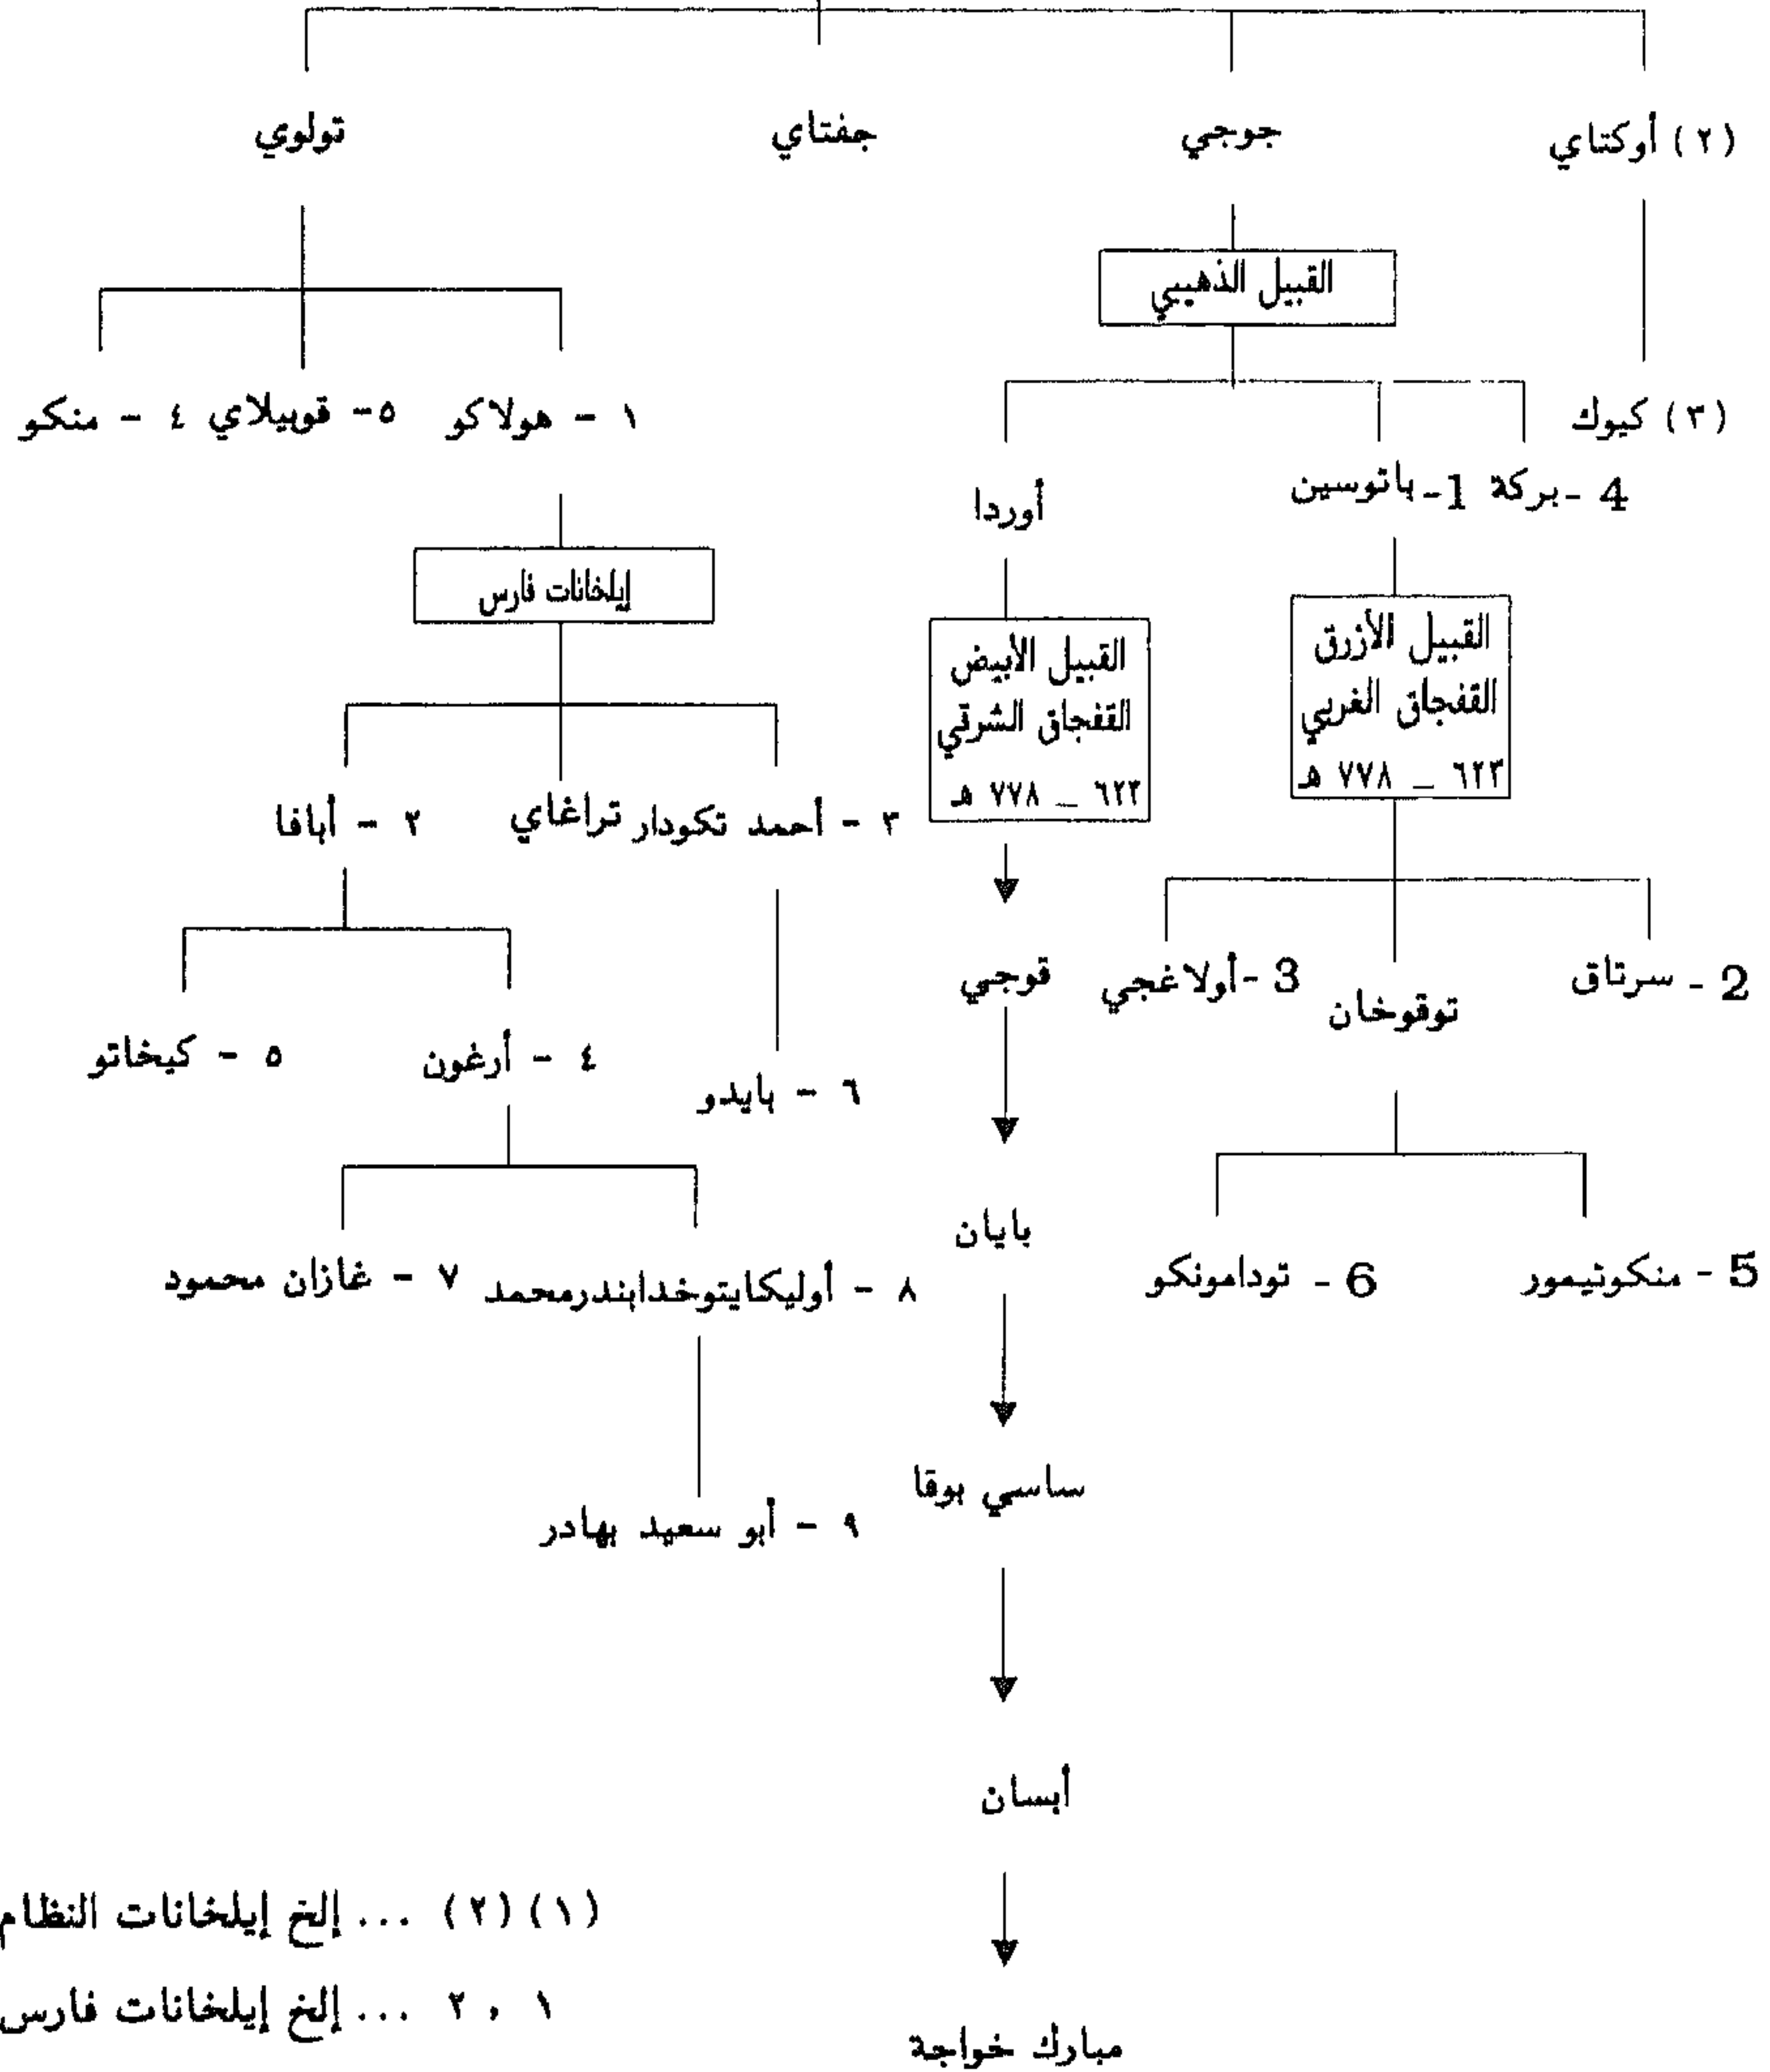 (٢) أوكتاي جوجي جفتاي تولوي
القبيل الذهبي
(٣) كيوك ١ - هولاكو ٥- قوبيلاي ٤ - منكو
4 - بركة 1- باتوسين أوردا
إيلخانات فارس
القبيل الأزرق
القفجاق الغربي
٦٢٣ _ ٧٧٨ هـ
القبيل الأبيض
القفجاق الشرقي
٦٢٣ _ ٧٧٨ هـ
٣ - أحمد تكودار تراغاي ٢ - أبافا
2 - سرتاق توقوخان 3 - أولاغجي قوجي
٦ - بايدو ٤ - أرغون ٥ - كيخاتو
بايان
5 - منكوتيمور 6 - تودامونكو
٨ - أوليكايتوخدابندرمحمد ٧ - غازان محمود
ساسي بوقا
٩ - أبو سعيد بهادر
أبسان
(١) (٢) ... إلخ إيلخانات النظام
١ ، ٢ ... إلخ إيلخانات فارس
مبارك خواجة